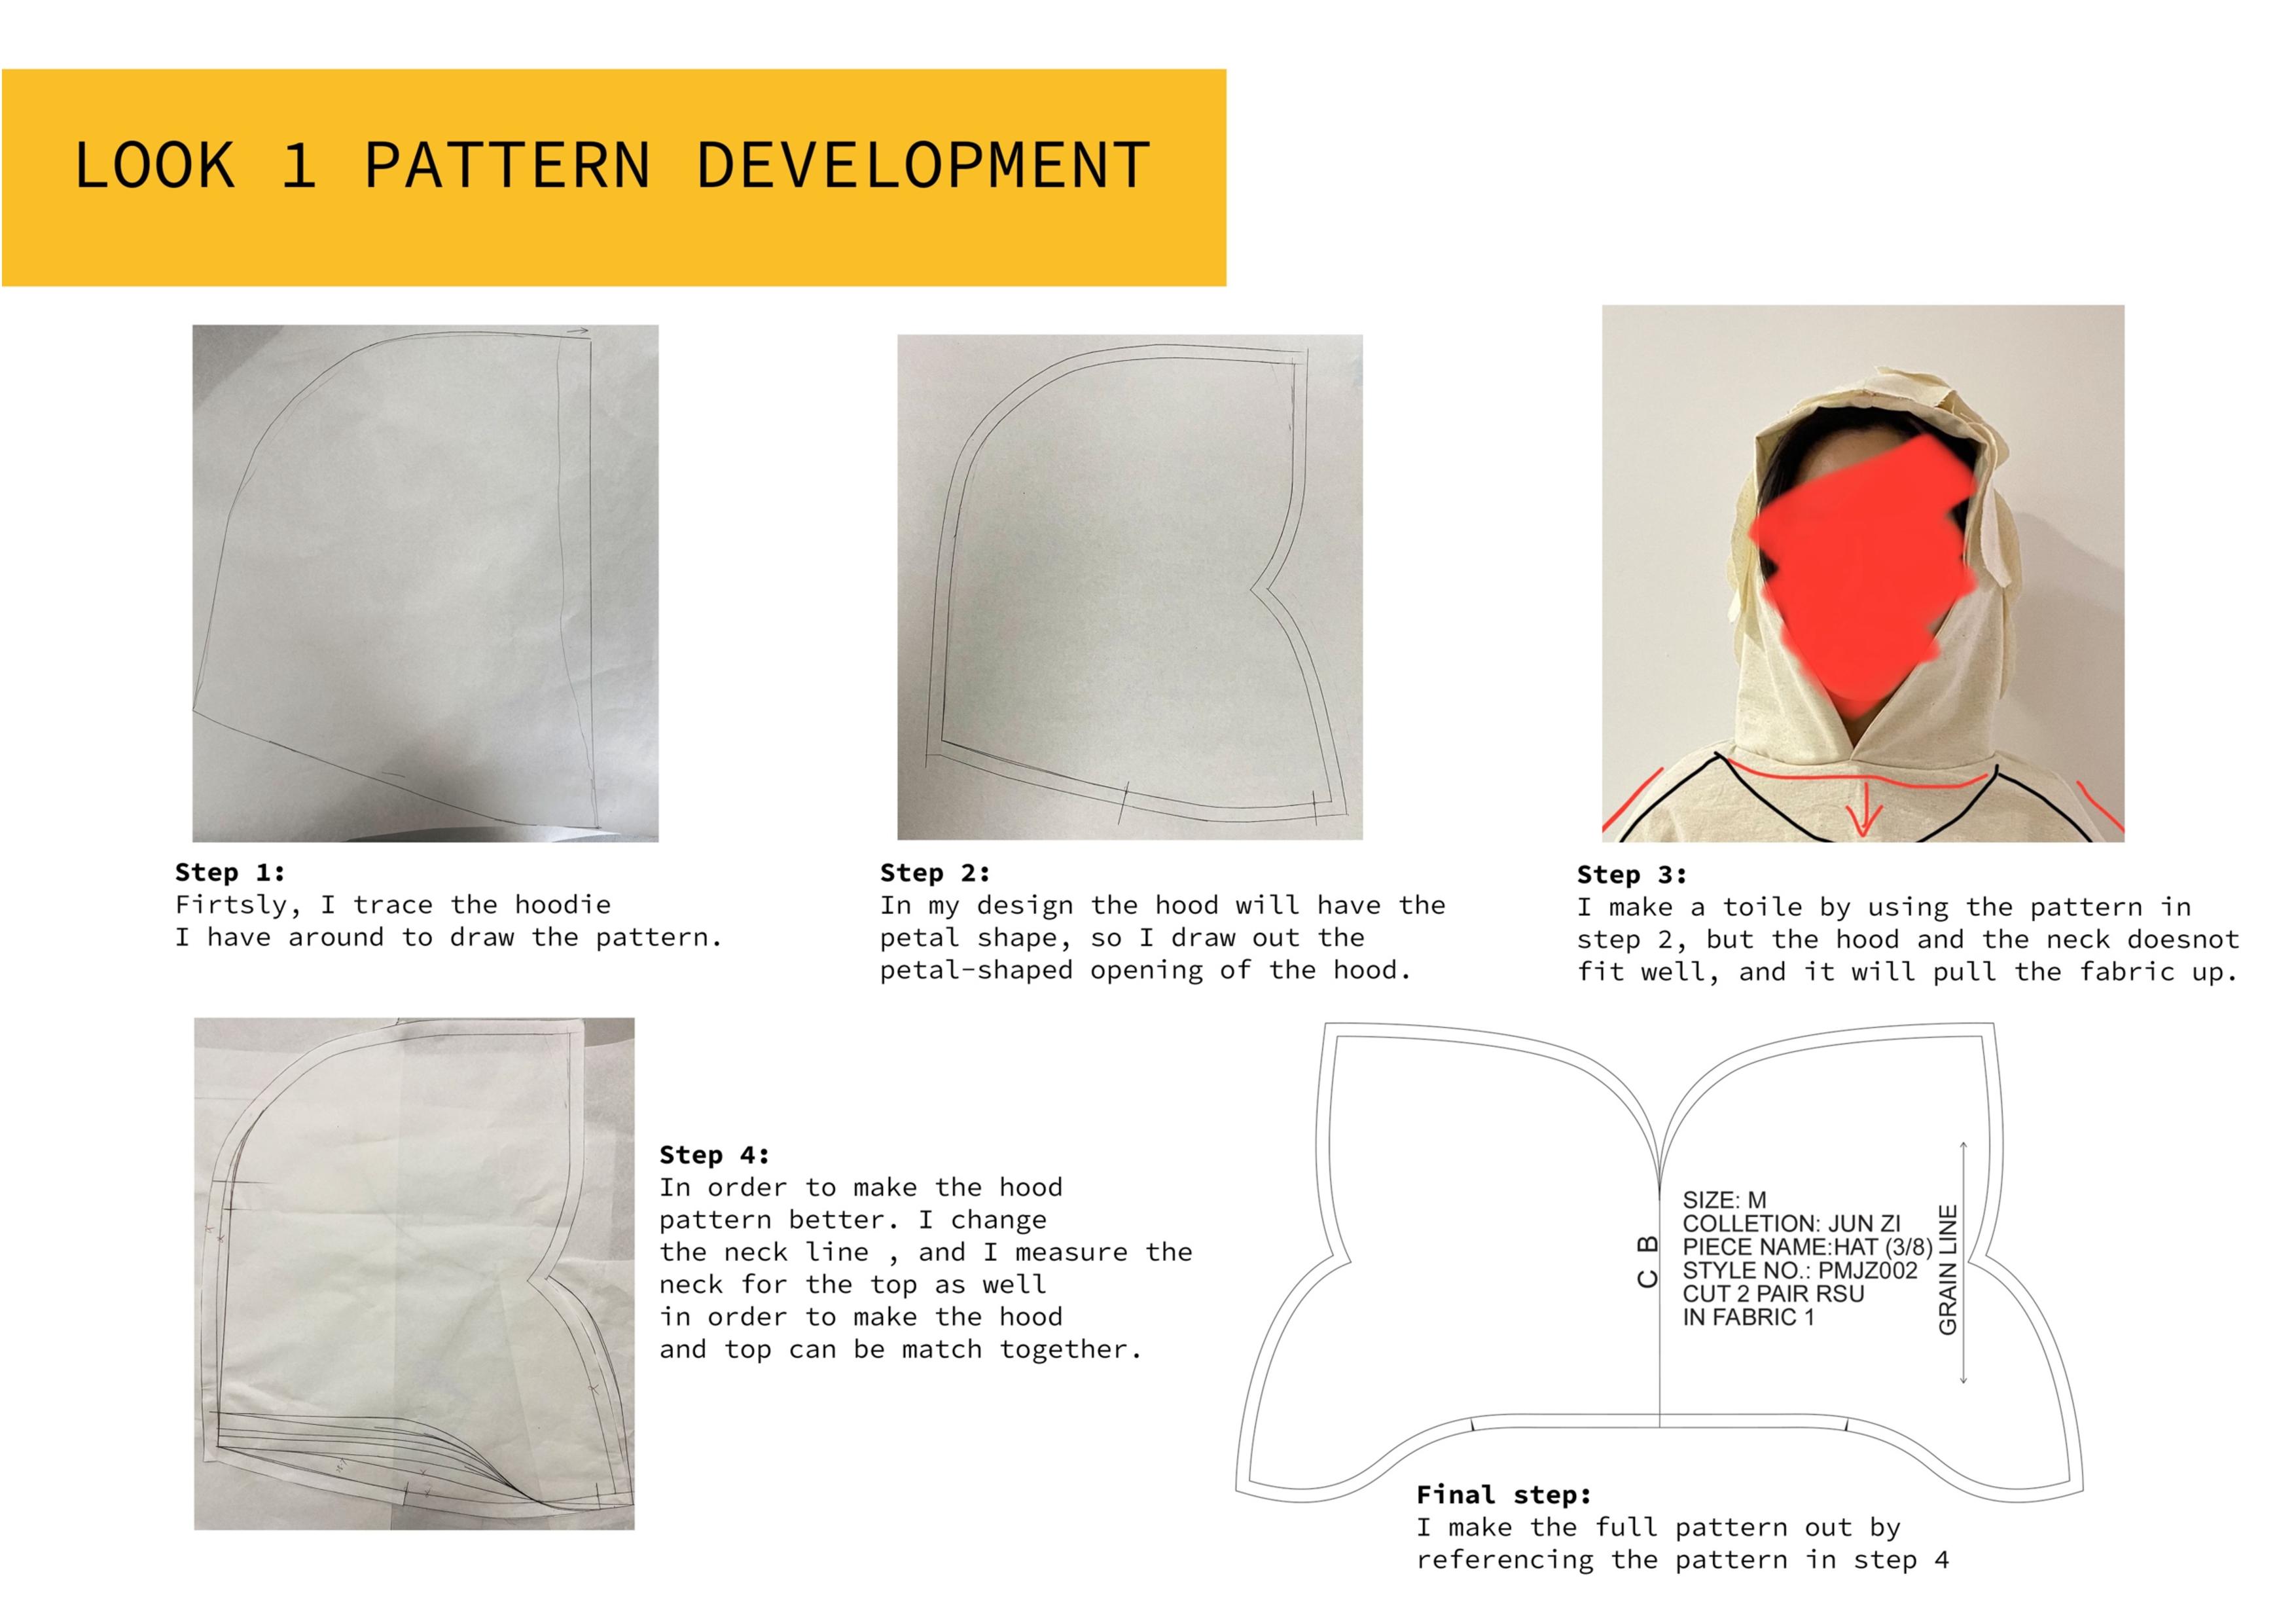 LOOK 1 PATTERN DEVELOPMENT
Step 1:
Firtsly, I trace the hoodie
I have around to draw the pattern.
Step 2:
In my design the hood will have the
petal shape, so I draw out the
petal-shaped opening of the hood.
Step 3:
I make a toile by using the pattern in
step 2, but the hood and the neck doesnot
fit well, and it will pull the fabric up.
Step 4:
In order to make the hood
pattern better. I change
the neck line , and I measure the
neck for the top as well
in order to make the hood
and top can be match together.
C B
SIZE: M
COLLETION: JUN ZI
PIECE NAME:HAT (3/8)
STYLE NO.: PMJZ002
CUT 2 PAIR RSU
IN FABRIC 1
GRAIN LINE
Final step:
I make the full pattern out by
referencing the pattern in step 4